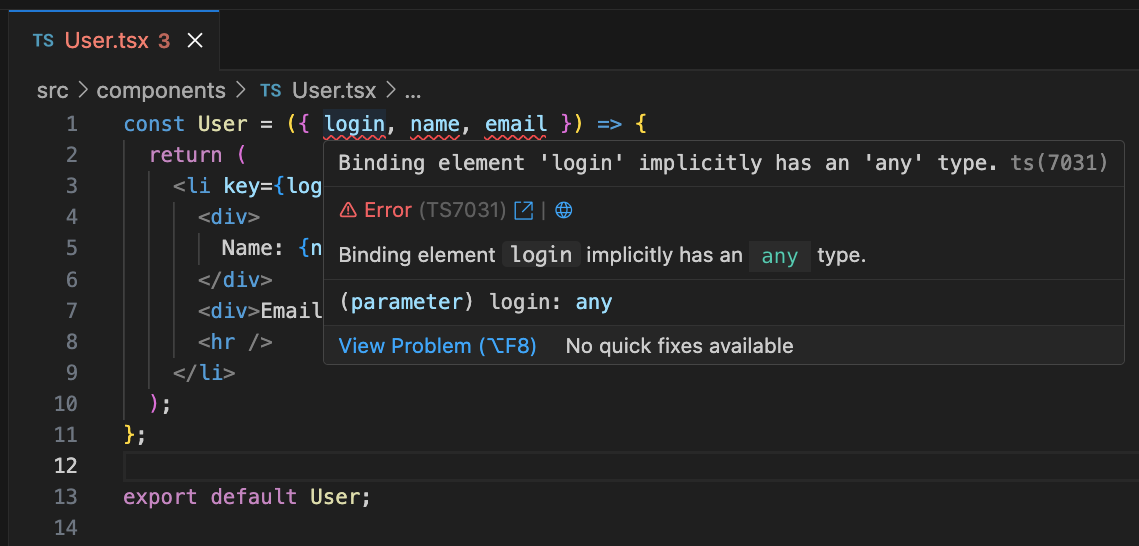 TS User.tsx 3 ×
src > components > TS User.tsx > ...
1 const User = ({ login, name, email }) => {
2 return (
Binding element 'login' implicitly has an 'any' type. ts(7031)
3 <li key={log
Error (TS7031) |
4 <div>
5 Name: {n
Binding element login implicitly has an any type.
6 </div>
7 <div>Email
(parameter) login: any
8 <hr />
View Problem (⌥F8) No quick fixes available
9 </li>
10 );
11 };
12
13 export default User;
14